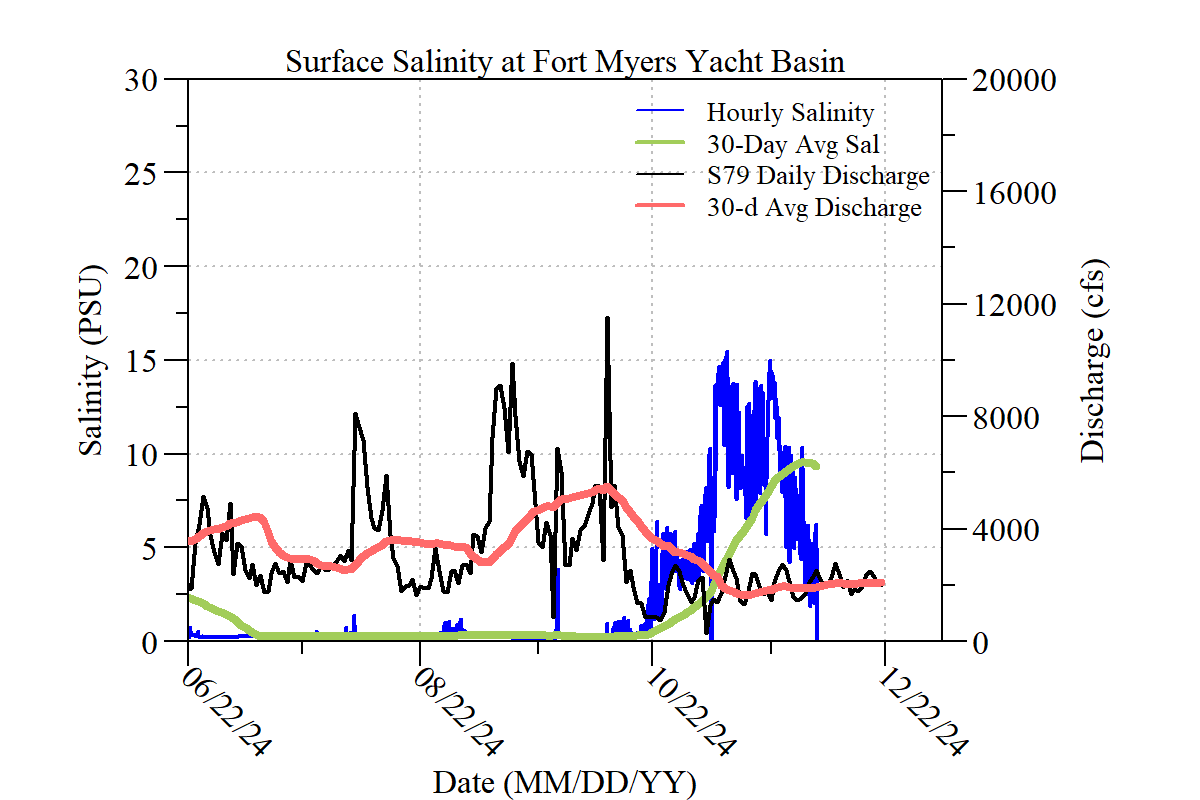 Surface Salinity at Fort Myers Yacht Basin
30
25
20
15
10
5
0
Salinity (PSU)
Hourly Salinity
30-Day Avg Sal
S79 Daily Discharge
30-d Avg Discharge
20000
16000
12000
8000
4000
0
Discharge (cfs)
06/22/24
08/22/24
10/22/24
12/22/24
Date (MM/DD/YY)